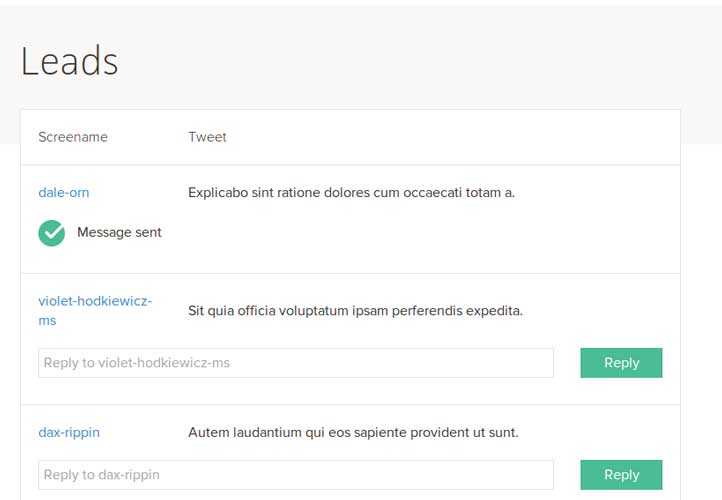 Leads
Screename Tweet
dale-orn Explicabo sint ratione dolores cum occaecati totam a.
Message sent
violet-hodkiewicz-
ms
Sit quia officia voluptatum ipsam perferendis expedita.
Reply to violet-hodkiewicz-ms Reply
dax-rippin Autem laudantium qui eos sapiente provident ut sunt.
Reply to dax-rippin Reply